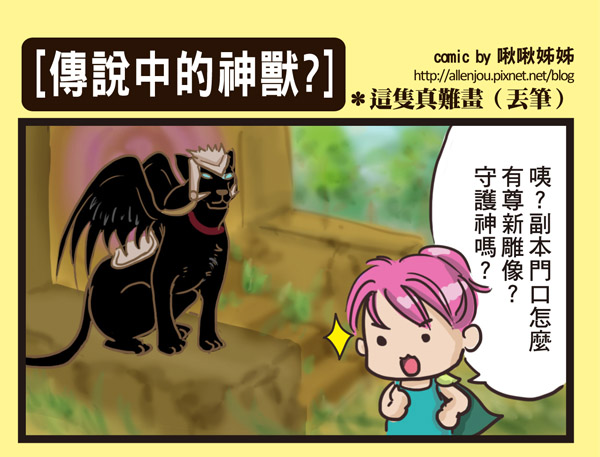 [傳說中的神獸?]
comic by 啾啾姊姊
http://allenjou.pixnet.net/blog
＊這隻真難畫（丟筆）
咦？副本門口怎麼
有尊新雕像？
守護神嗎？